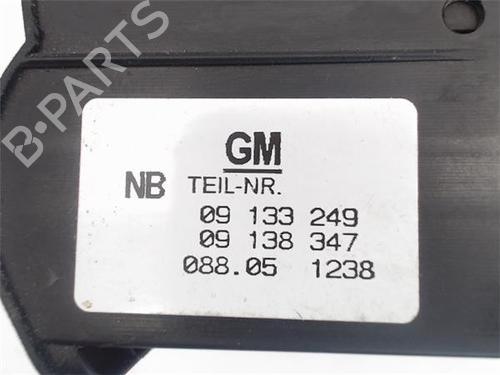 GM
NB TEIL-NR.
09 133 249
09 138 347
088.05 1238
B-PARTS